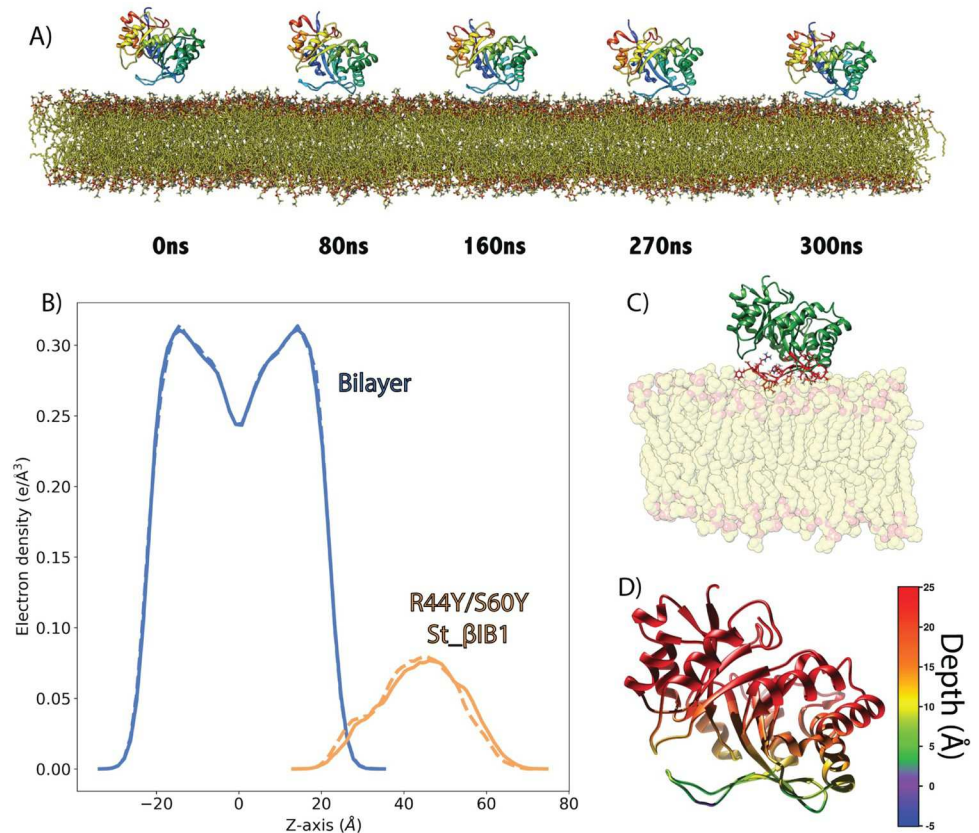 A)
0ns 80ns 160ns 270ns 300ns
B)
Electron density (e/Å³)
0.30
0.25
0.20
0.15
0.10
0.05
0.00
Bilayer
R44Y/S60Y
St_βIB1
−20 0 20 40 60 80
Z-axis (Å)
C)
D)
25
20
15
10
5
0
-5
Depth (Å)